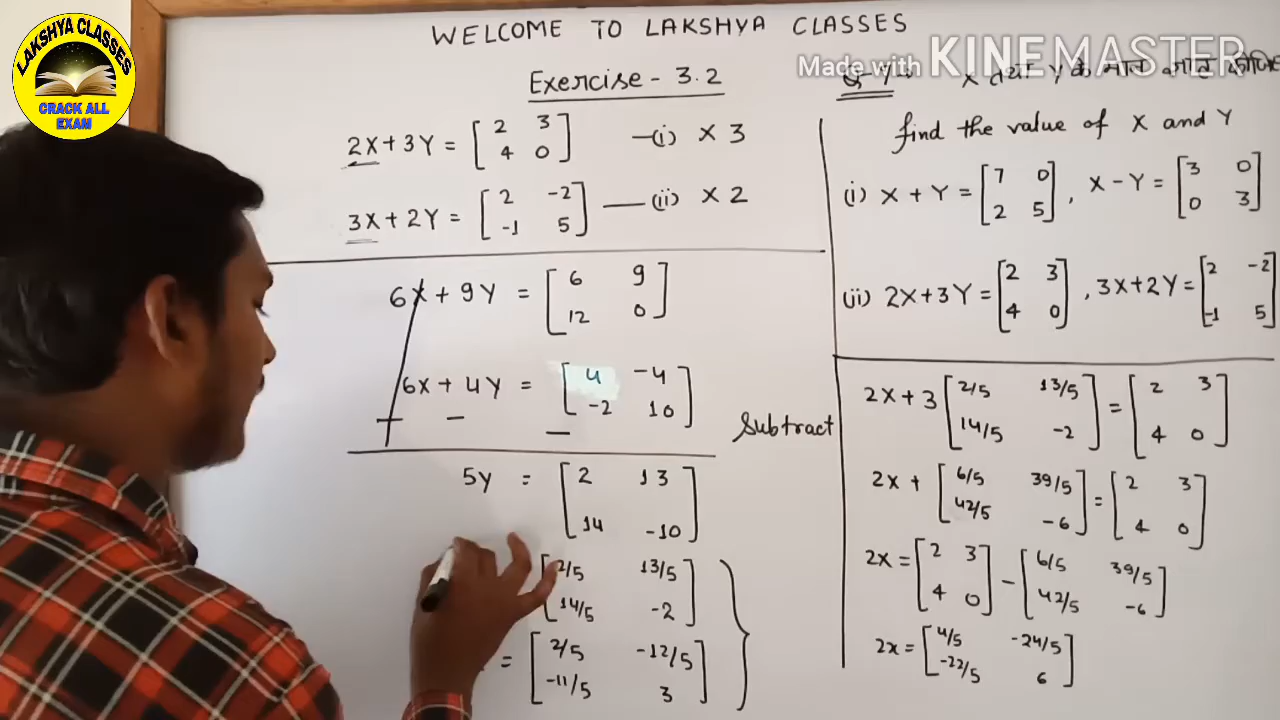 LAKSHYA CLASSES
CRACK ALL
EXAM
WELCOME TO LAKSHYA CLASSES
Made with KINEMASTER
Exercise - 3.2
2X + 3Y = [ 2 3
4 0 ] —(i) × 3
3X + 2Y = [ 2 -2
-1 5 ] —(ii) × 2
6X + 9Y = [ 6 9
12 0 ]
6X + 4Y = [ 4 -4
-2 10 ]
- - -
Subtract
5Y = [ 2 13
14 -10 ]
[ 2/5 13/5
14/5 -2 ]
= [ 2/5 -12/5
-11/5 3 ]
X तथा Y के मान ज्ञात कीजिए
find the value of X and Y
(i) X + Y = [ 7 0
2 5 ] , X - Y = [ 3 0
0 3 ]
(ii) 2X + 3Y = [ 2 3
4 0 ] , 3X + 2Y = [ 2 -2
-1 5 ]
2X + 3 [ 2/5 13/5
14/5 -2 ] = [ 2 3
4 0 ]
2X + [ 6/5 39/5
42/5 -6 ] = [ 2 3
4 0 ]
2X = [ 2 3
4 0 ] - [ 6/5 39/5
42/5 -6 ]
2X = [ 4/5 -24/5
-22/5 6 ]